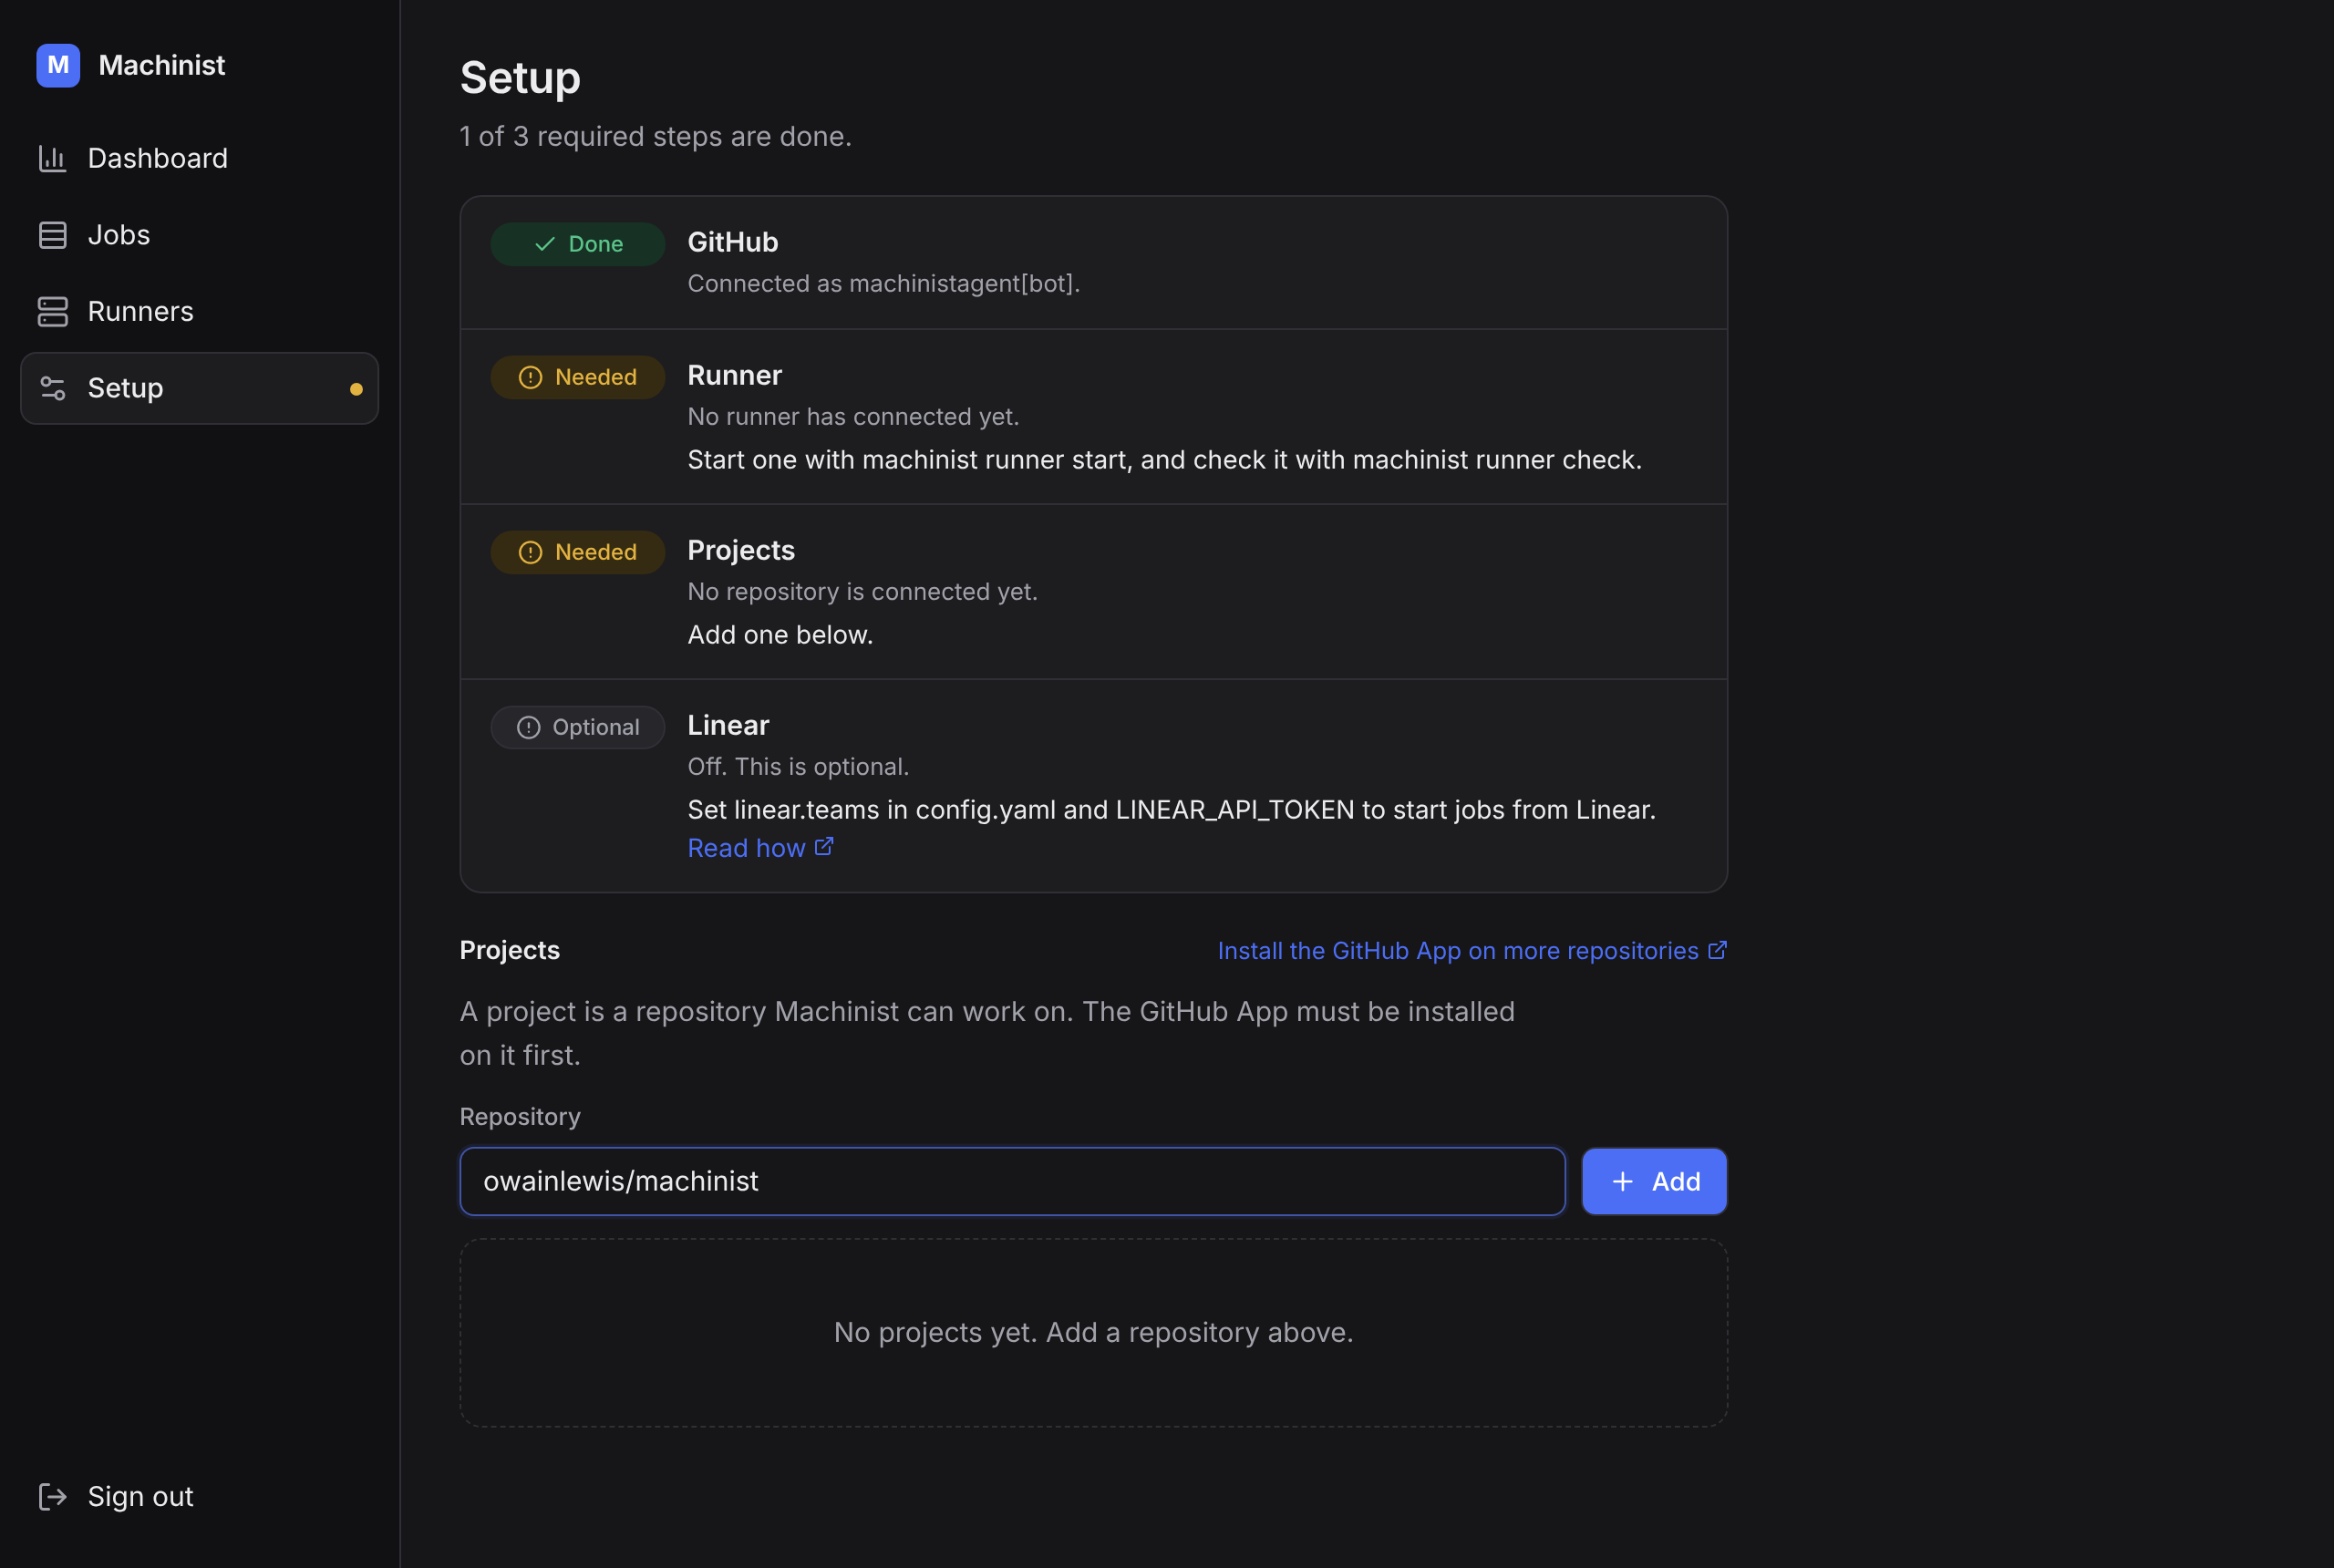 M Machinist
Dashboard
Jobs
Runners
Setup
Sign out
Setup
1 of 3 required steps are done.
Done
GitHub
Connected as machinistagent[bot].
Needed
Runner
No runner has connected yet.
Start one with machinist runner start, and check it with machinist runner check.
Needed
Projects
No repository is connected yet.
Add one below.
Optional
Linear
Off. This is optional.
Set linear.teams in config.yaml and LINEAR_API_TOKEN to start jobs from Linear.
Read how
Projects
Install the GitHub App on more repositories
A project is a repository Machinist can work on. The GitHub App must be installed
on it first.
Repository
owainlewis/machinist
Add
No projects yet. Add a repository above.